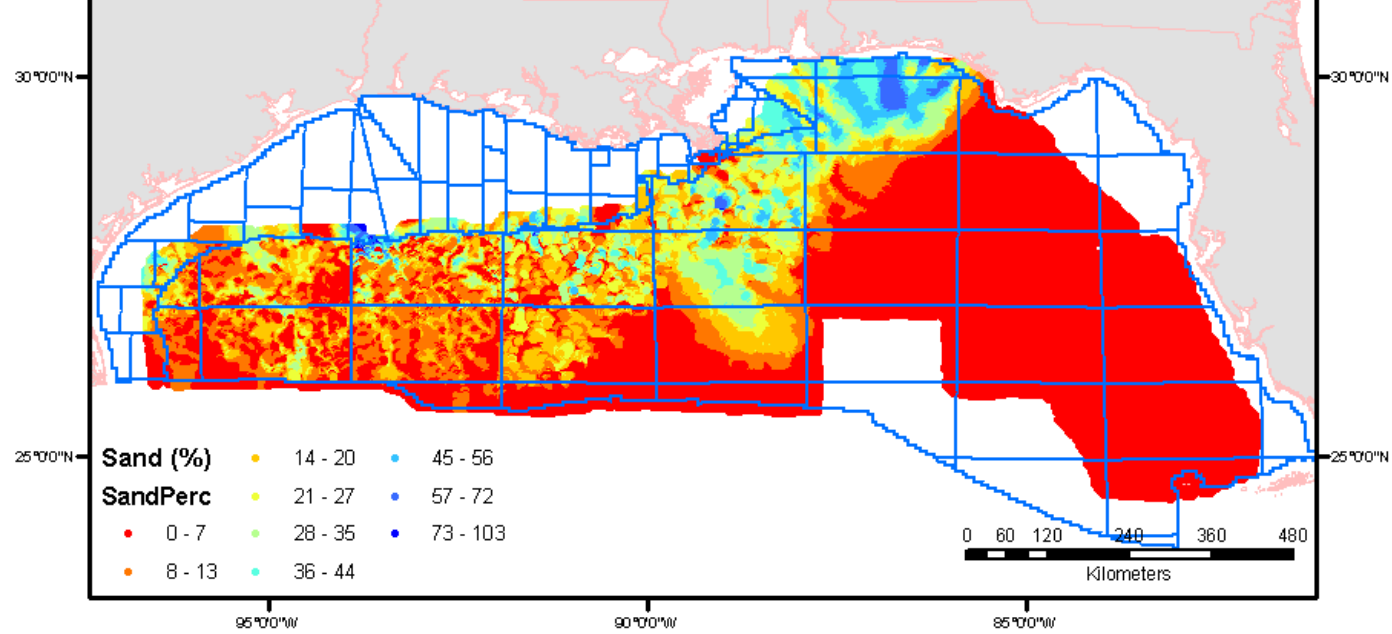 30°0'0"N
30°0'0"N
25°0'0"N
25°0'0"N
Sand (%)
SandPerc
0 - 7
8 - 13
14 - 20
21 - 27
28 - 35
36 - 44
45 - 56
57 - 72
73 - 103
0 60 120 240 360 480
Kilometers
95°0'0"W
90°0'0"W
85°0'0"W